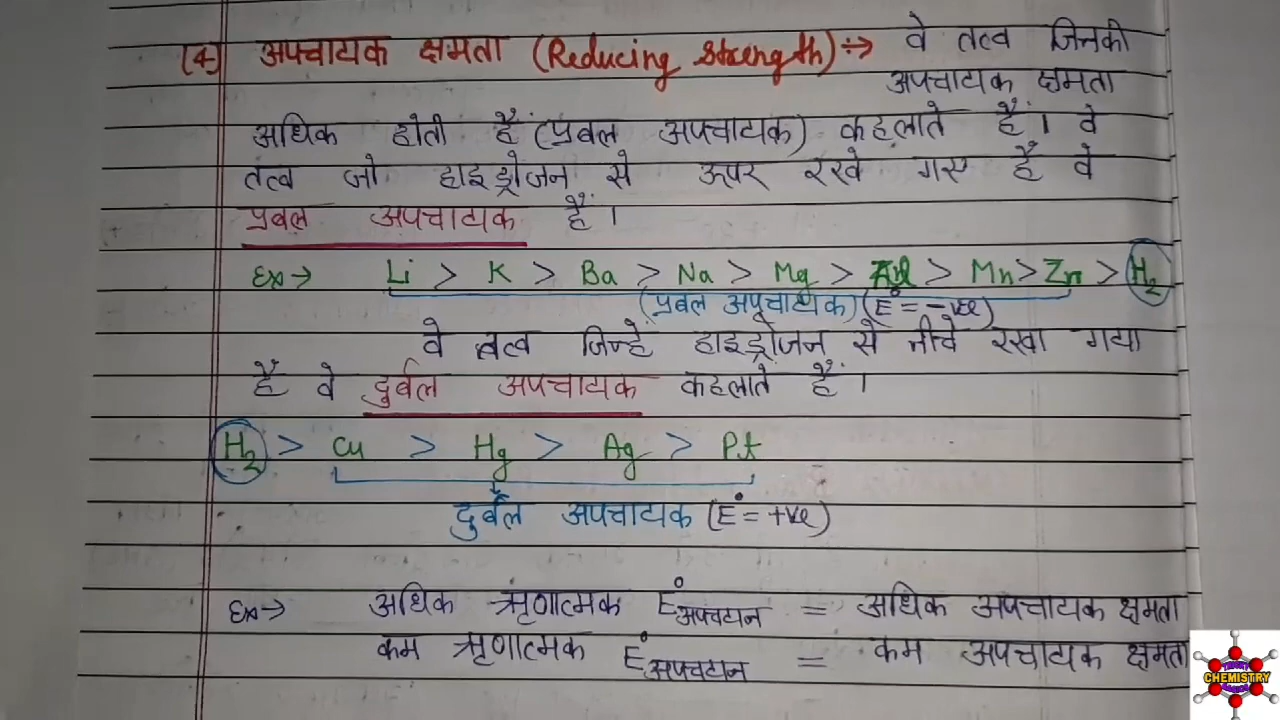 (4) अपचायक क्षमता (Reducing Strength) ÷→ वे तत्व जिनकी
अपचायक क्षमता
अधिक होती है (प्रबल अपचायक) कहलाते हैं। वे
तत्व जो हाइड्रोजन से ऊपर रखे गए हैं वे
प्रबल अपचायक हैं।
Ex→ Li > K > Ba > Na > Mg > Al > Mn > Zn > H₂
(प्रबल अपचायक) (E° = -ve)
वे तत्व जिन्हें हाइड्रोजन से नीचे रखा गया
हैं वे दुर्बल अपचायक कहलाते हैं।
H₂ > Cu > Hg > Ag > Pt
दुर्बल अपचायक (E° = +ve)
Ex→ अधिक ऋणात्मक E°अपचयन = अधिक अपचायक क्षमता
कम ऋणात्मक E°अपचयन = कम अपचायक क्षमता
CHEMISTRY